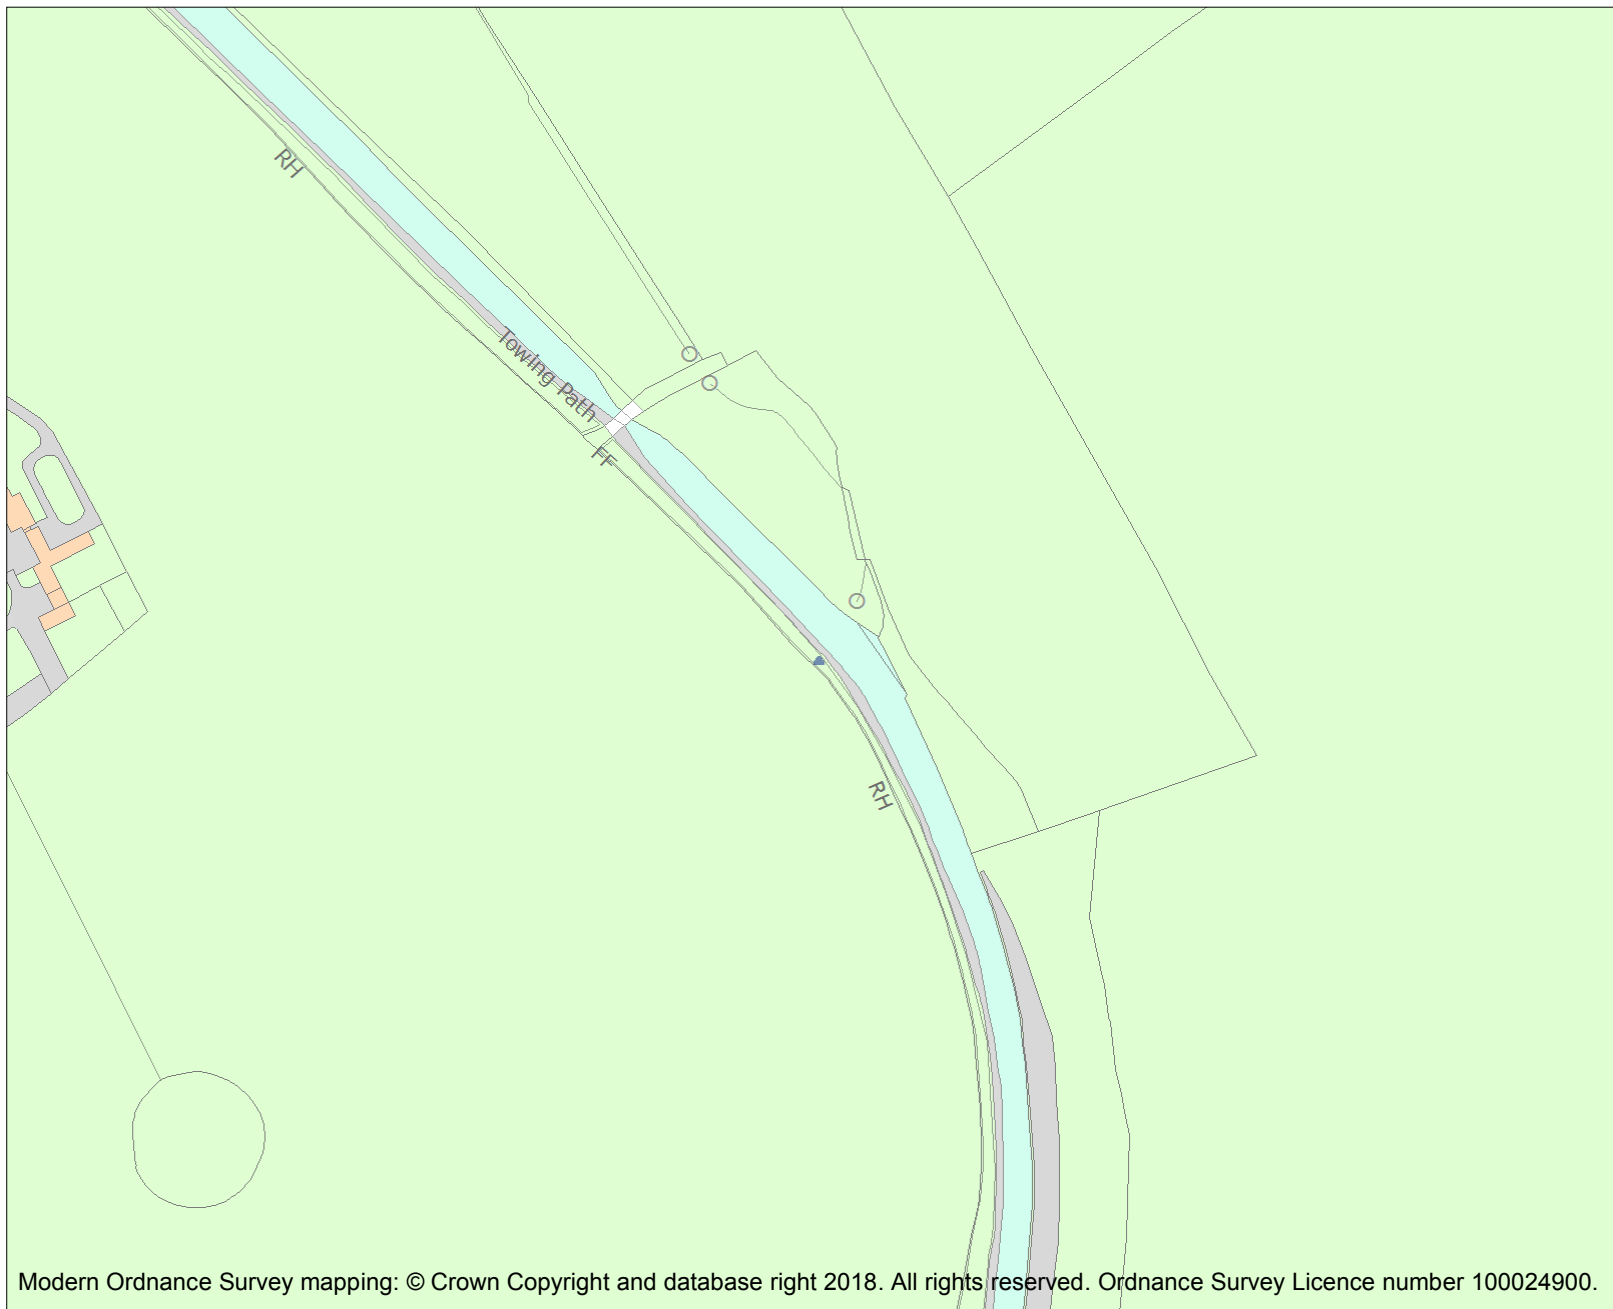 RH
Towing Path
FF
RH
Modern Ordnance Survey mapping: © Crown Copyright and database right 2018. All rights reserved. Ordnance Survey Licence number 100024900.